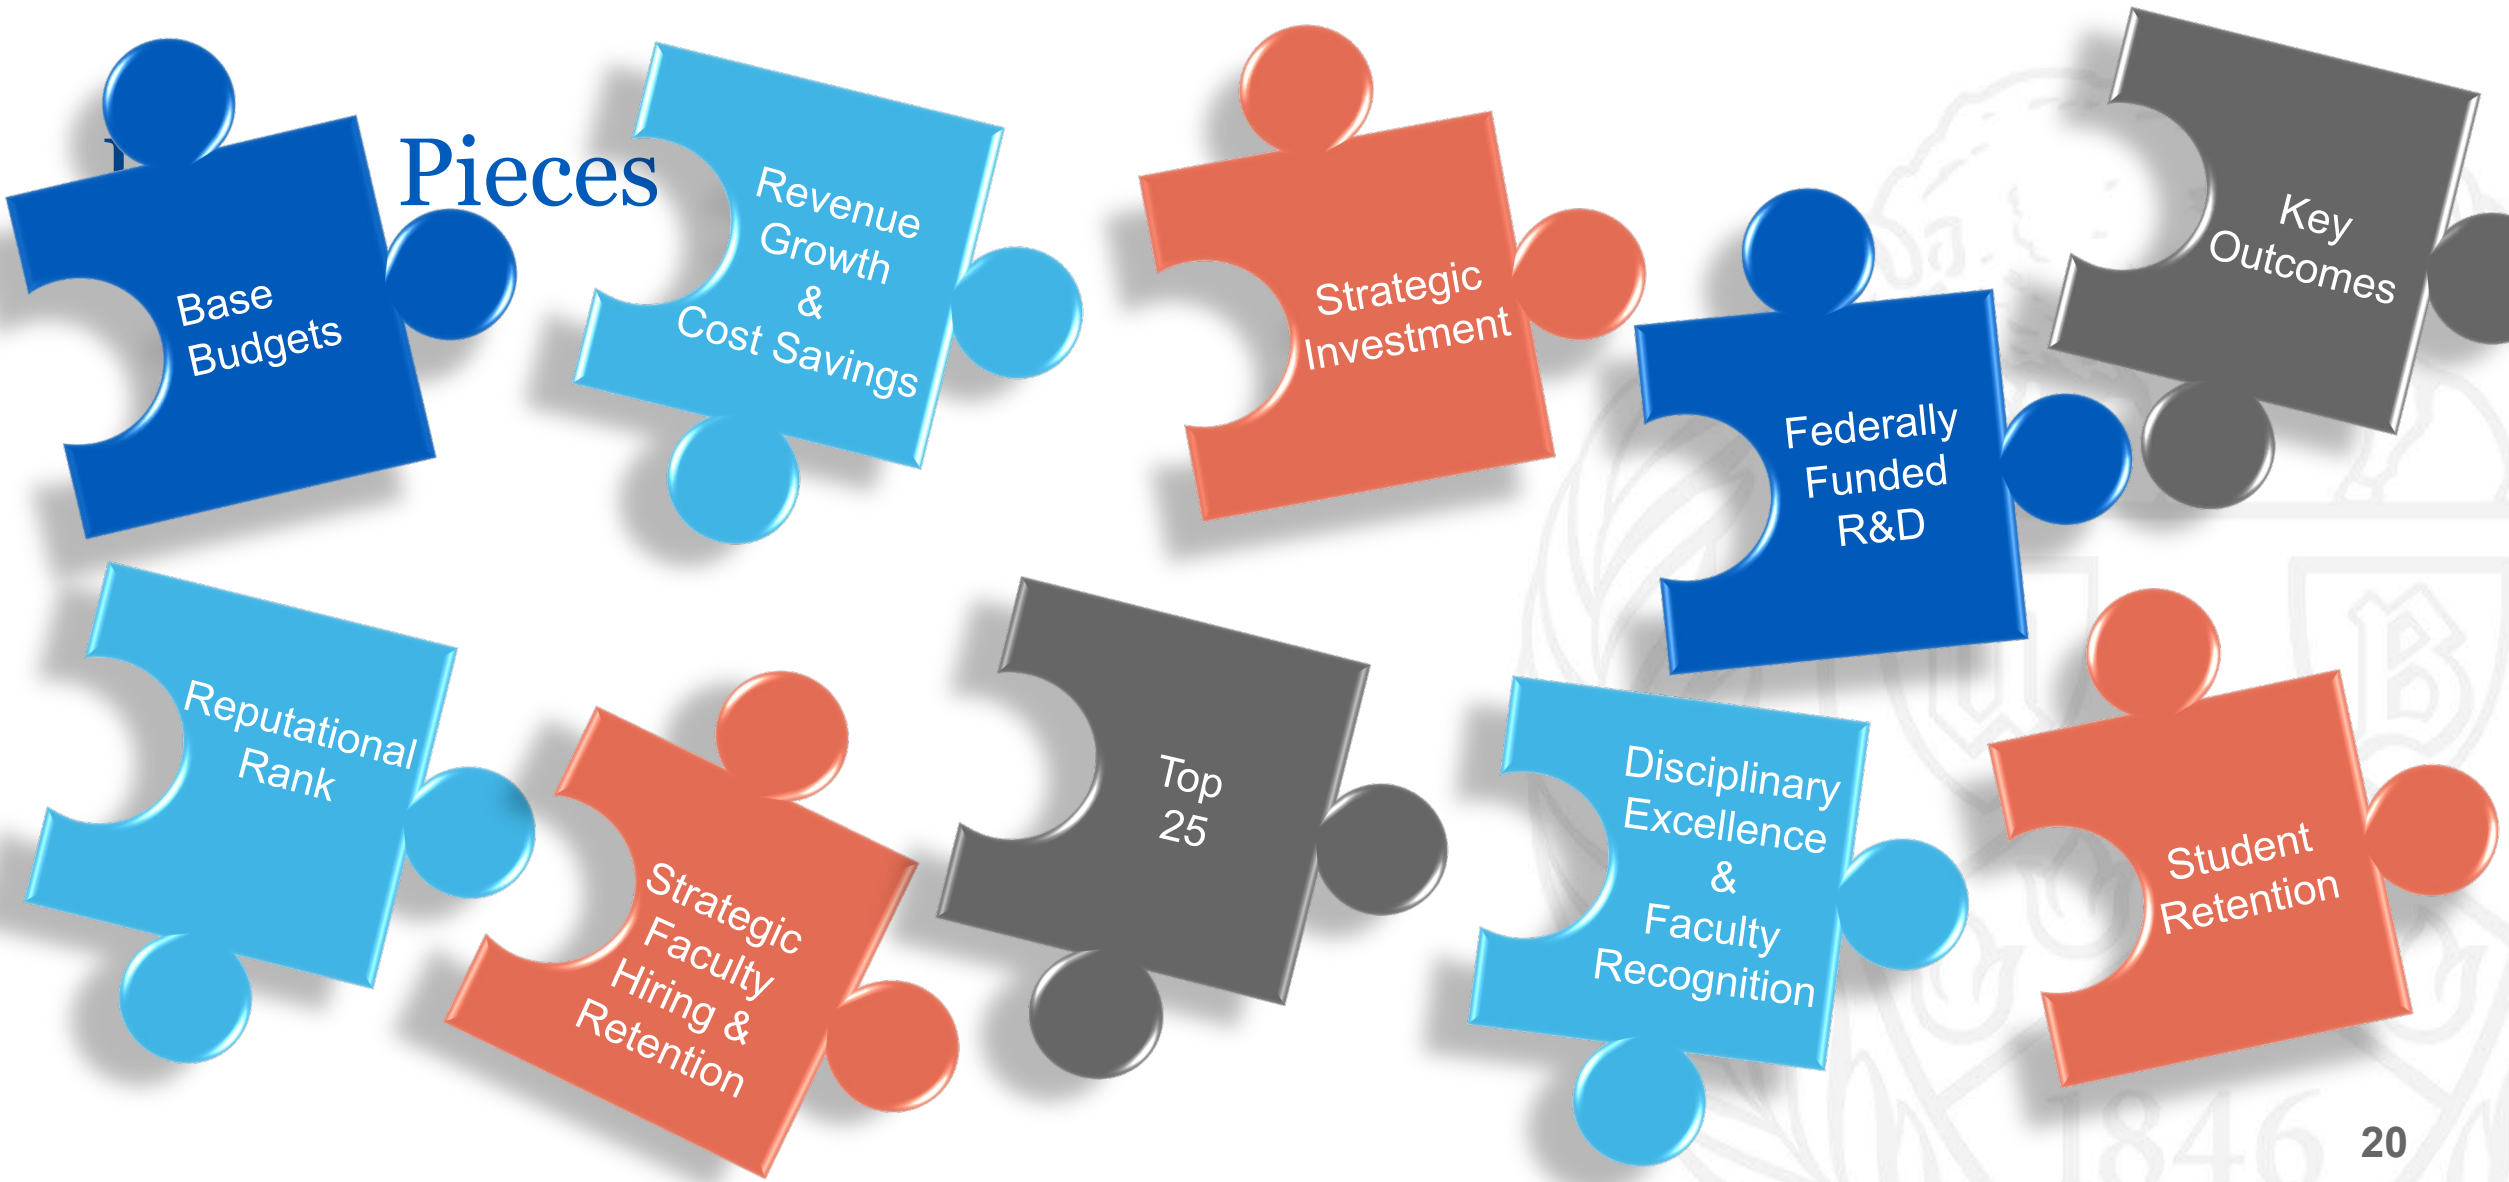 Pieces
Base
Budgets
Revenue
Growth
&
Cost Savings
Strategic
Investment
Federally
Funded
R&D
Key
Outcomes
Reputational
Rank
Strategic
Faculty
Hiring &
Retention
Top
25
Disciplinary
Excellence
&
Faculty
Recognition
Student
Retention
1846
20